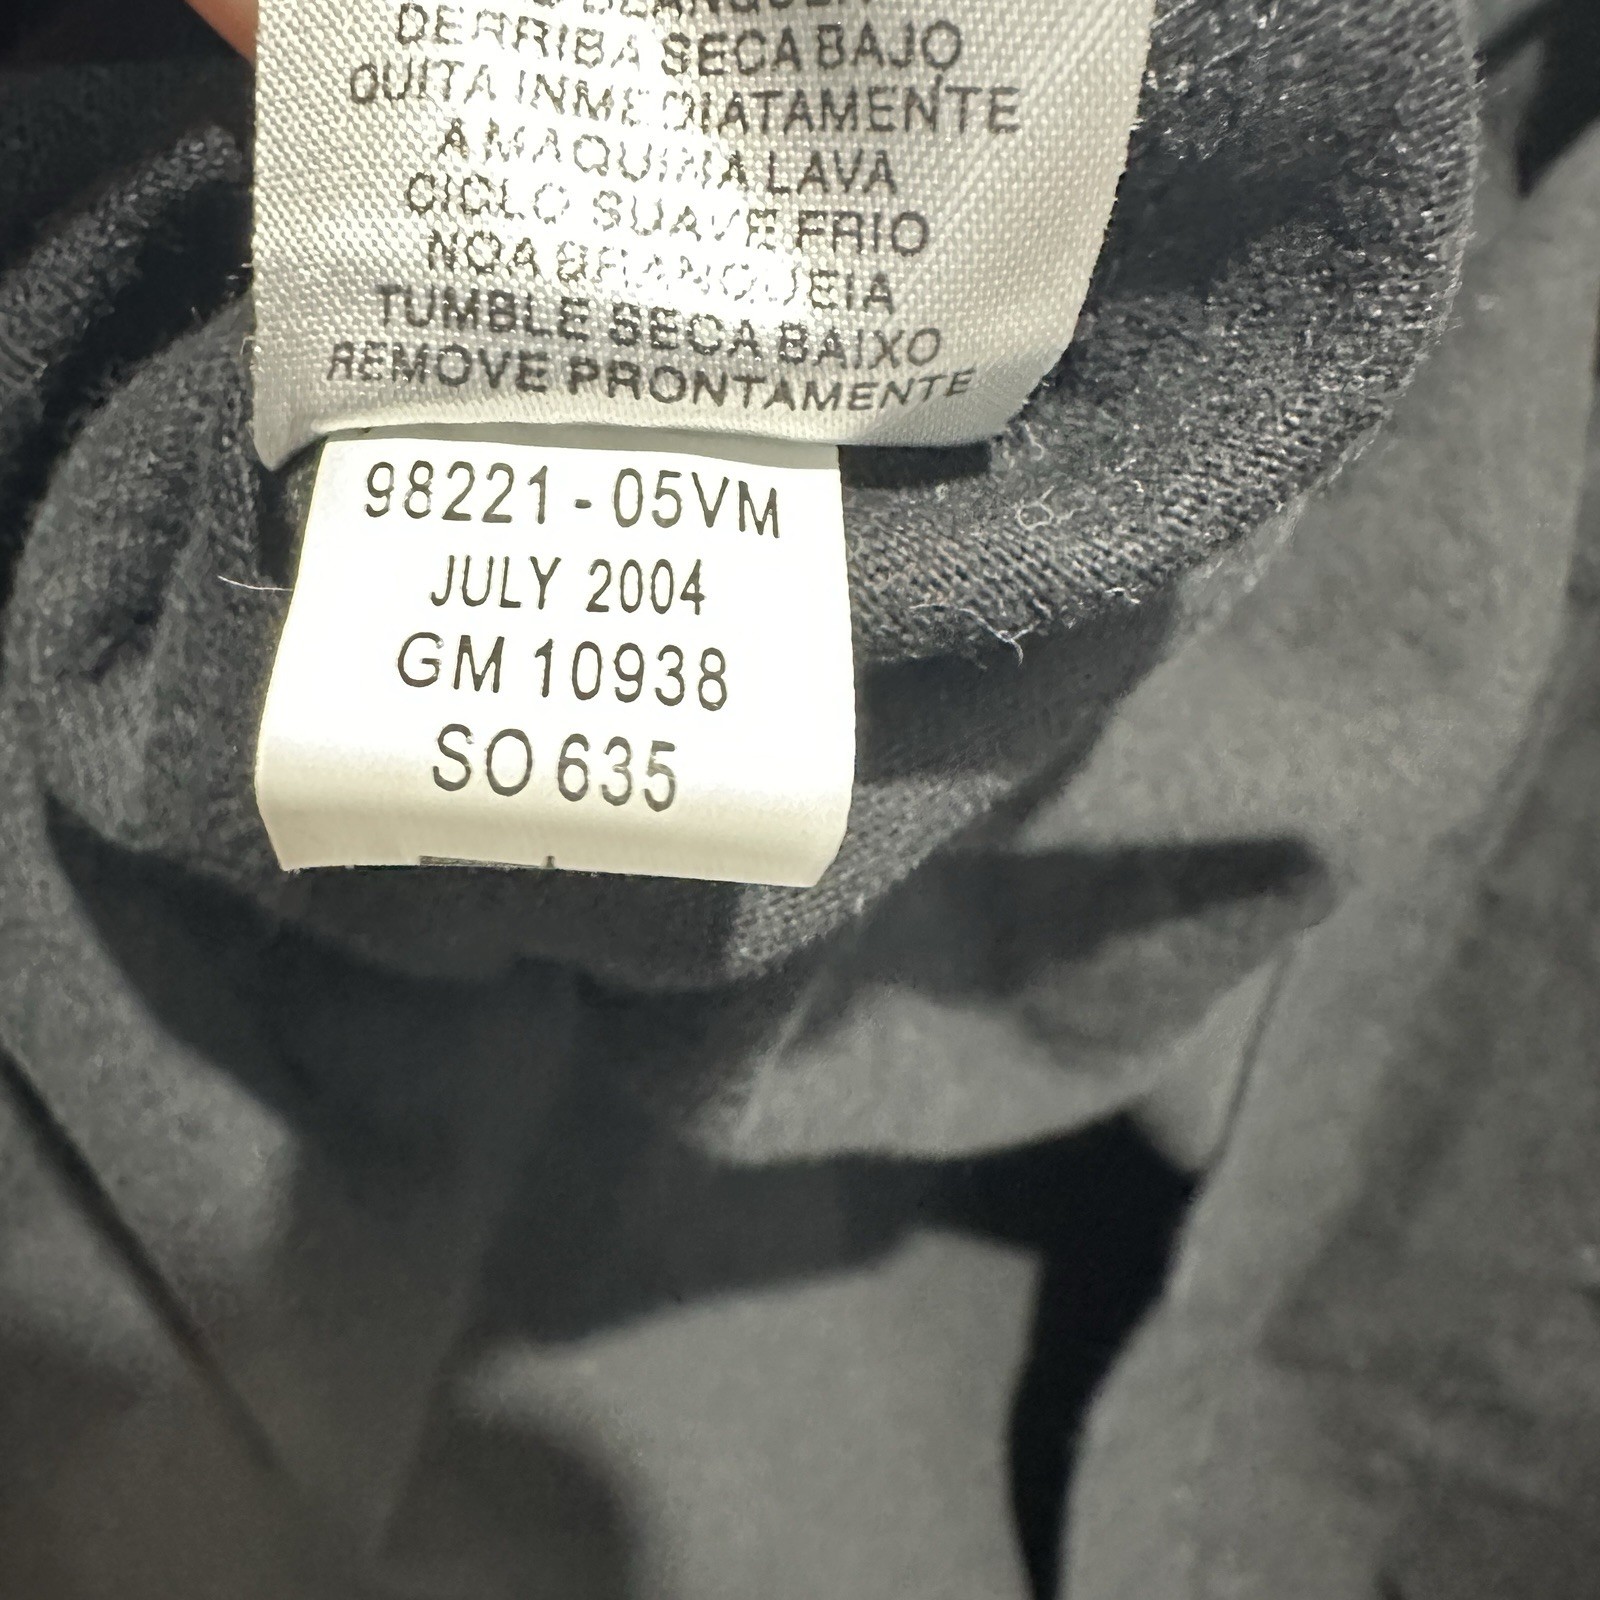 DERRIBA SECA BAJO
QUITA INMEDIATAMENTE
A MAQUINA LAVA
CICLO SUAVE FRIO
NOA BRANQUEIA
TUMBLE SECA BAIXO
REMOVE PRONTAMENTE
98221-05VM
JULY 2004
GM 10938
SO 635